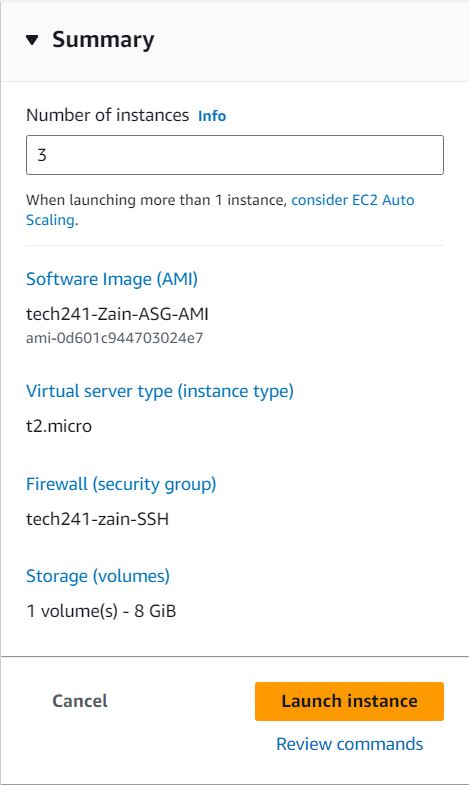 Summary
Number of instances Info
3
When launching more than 1 instance, consider EC2 Auto
Scaling.
Software Image (AMI)
tech241-Zain-ASG-AMI
ami-0d601c944703024e7
Virtual server type (instance type)
t2.micro
Firewall (security group)
tech241-zain-SSH
Storage (volumes)
1 volume(s) - 8 GiB
Cancel
Launch instance
Review commands